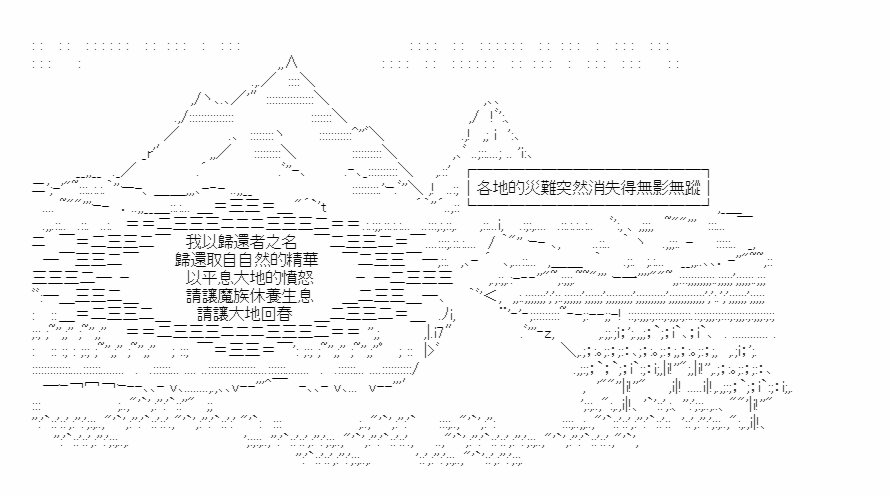 各地的災難突然消失得無影無蹤
我以歸還者之名
歸還取自自然的精華
以平息大地的憤怒
請讓魔族休養生息
請讓大地回春